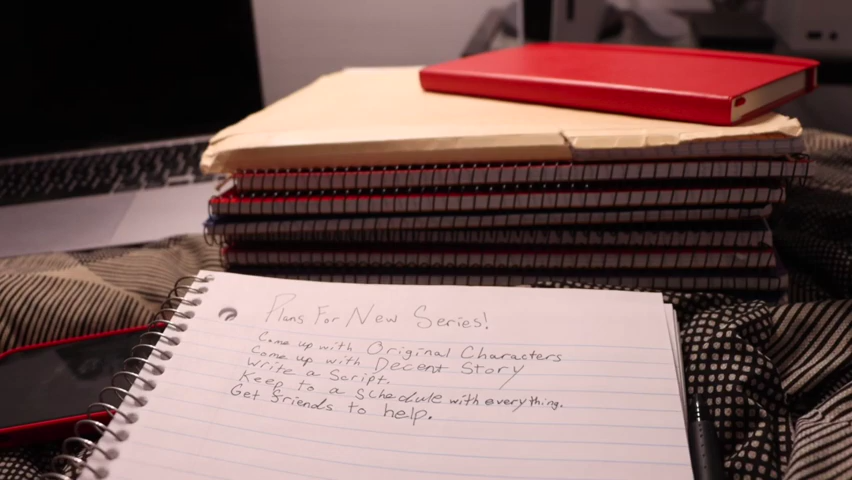 Plans For New Series!
Come up with Original Characters
Come up with Decent Story
Write a Script.
Keep to a schedule with everything.
Get friends to help.